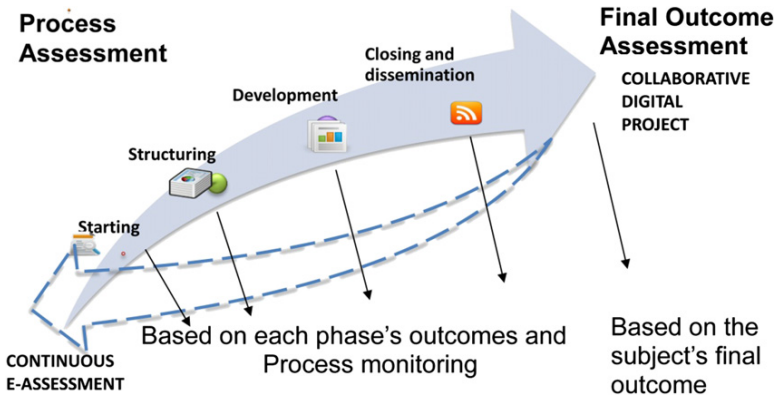 Process
Assessment
Final Outcome
Assessment
COLLABORATIVE
DIGITAL
PROJECT
Closing and
dissemination
Development
Structuring
Starting
CONTINUOUS
E-ASSESSMENT
Based on each phase’s outcomes and
Process monitoring
Based on the
subject’s final
outcome